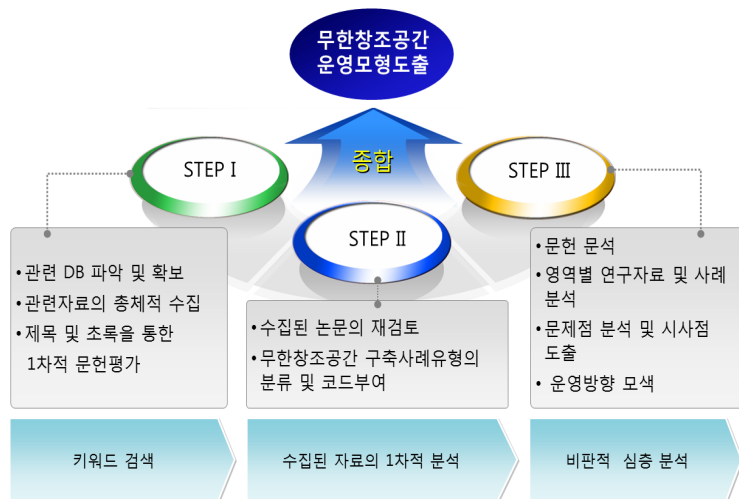 무한창조공간
운영모형도출
종합
STEP Ⅰ
STEP Ⅱ
STEP Ⅲ
•관련 DB 파악 및 확보
•관련자료의 총체적 수집
•제목 및 초록을 통한
1차적 문헌평가
•수집된 논문의 재검토
•무한창조공간 구축사례유형의
분류 및 코드부여
•문헌 문석
•영역별 연구자료 및 사례
분석
•문제점 분석 및 시사점
도출
• 운영방향 모색
키워드 검색
수집된 자료의 1차적 분석
비판적 심층 분석